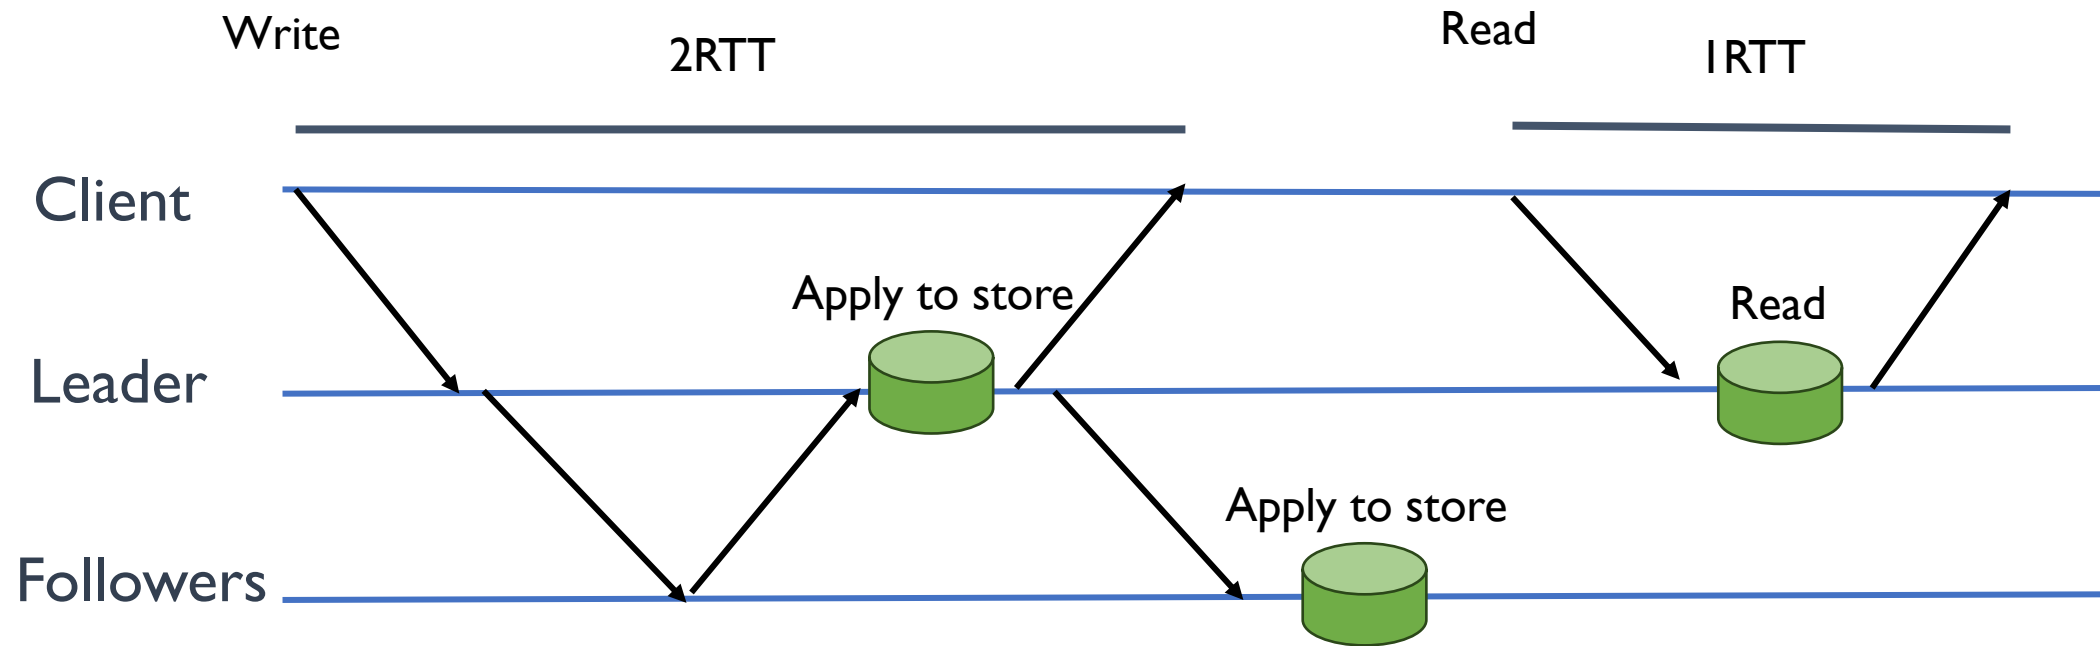 Write
2RTT
Read
1RTT
Client
Apply to store
Read
Leader
Apply to store
Followers